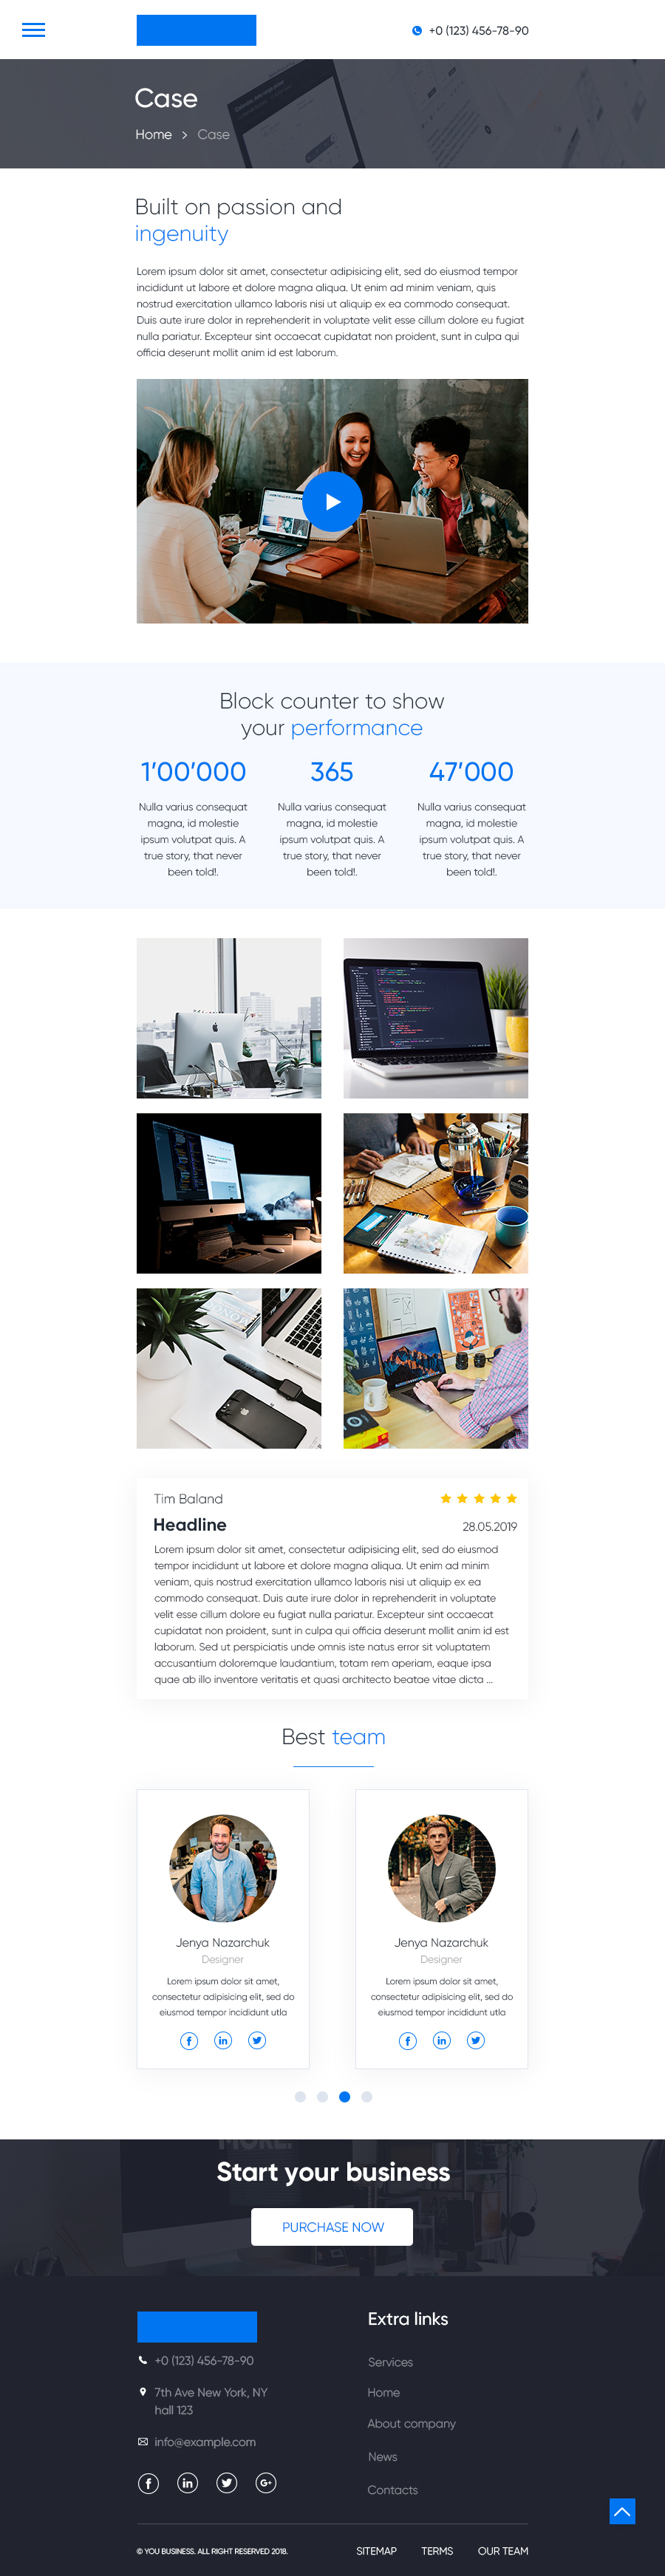 +0 (123) 456-78-90
Case
Home > Case
Built on passion and
ingenuity
Lorem ipsum dolor sit amet, consectetur adipisicing elit, sed do eiusmod tempor
incididunt ut labore et dolore magna aliqua. Ut enim ad minim veniam, quis
nostrud exercitation ullamco laboris nisi ut aliquip ex ea commodo consequat.
Duis aute irure dolor in reprehenderit in voluptate velit esse cillum dolore eu fugiat
nulla pariatur. Excepteur sint occaecat cupidatat non proident, sunt in culpa qui
officia deserunt mollit anim id est laborum.
Block counter to show
your performance
1'00'000
Nulla varius consequat
magna, id molestie
ipsum volutpat quis. A
true story, that never
been told!.
365
Nulla varius consequat
magna, id molestie
ipsum volutpat quis. A
true story, that never
been told!.
47'000
Nulla varius consequat
magna, id molestie
ipsum volutpat quis. A
true story, that never
been told!.
Tim Baland
Headline
28.05.2019
Lorem ipsum dolor sit amet, consectetur adipisicing elit, sed do eiusmod
tempor incididunt ut labore et dolore magna aliqua. Ut enim ad minim
veniam, quis nostrud exercitation ullamco laboris nisi ut aliquip ex ea
commodo consequat. Duis aute irure dolor in reprehenderit in voluptate
velit esse cillum dolore eu fugiat nulla pariatur. Excepteur sint occaecat
cupidatat non proident, sunt in culpa qui officia deserunt mollit anim id est
laborum. Sed ut perspiciatis unde omnis iste natus error sit voluptatem
accusantium doloremque laudantium, totam rem aperiam, eaque ipsa
quae ab illo inventore veritatis et quasi architecto beatae vitae dicta ...
Best team
Jenya Nazarchuk
Designer
Lorem ipsum dolor sit amet,
consectetur adipisicing elit, sed do
eiusmod tempor incididunt utla
Jenya Nazarchuk
Designer
Lorem ipsum dolor sit amet,
consectetur adipisicing elit, sed do
eiusmod tempor incididunt utla
MORE.
Start your business
PURCHASE NOW
+0 (123) 456-78-90
7th Ave New York, NY
hall 123
info@example.com
Extra links
Services
Home
About company
News
Contacts
© YOU BUSINESS. ALL RIGHT RESERVED 2018.
SITEMAP
TERMS
OUR TEAM